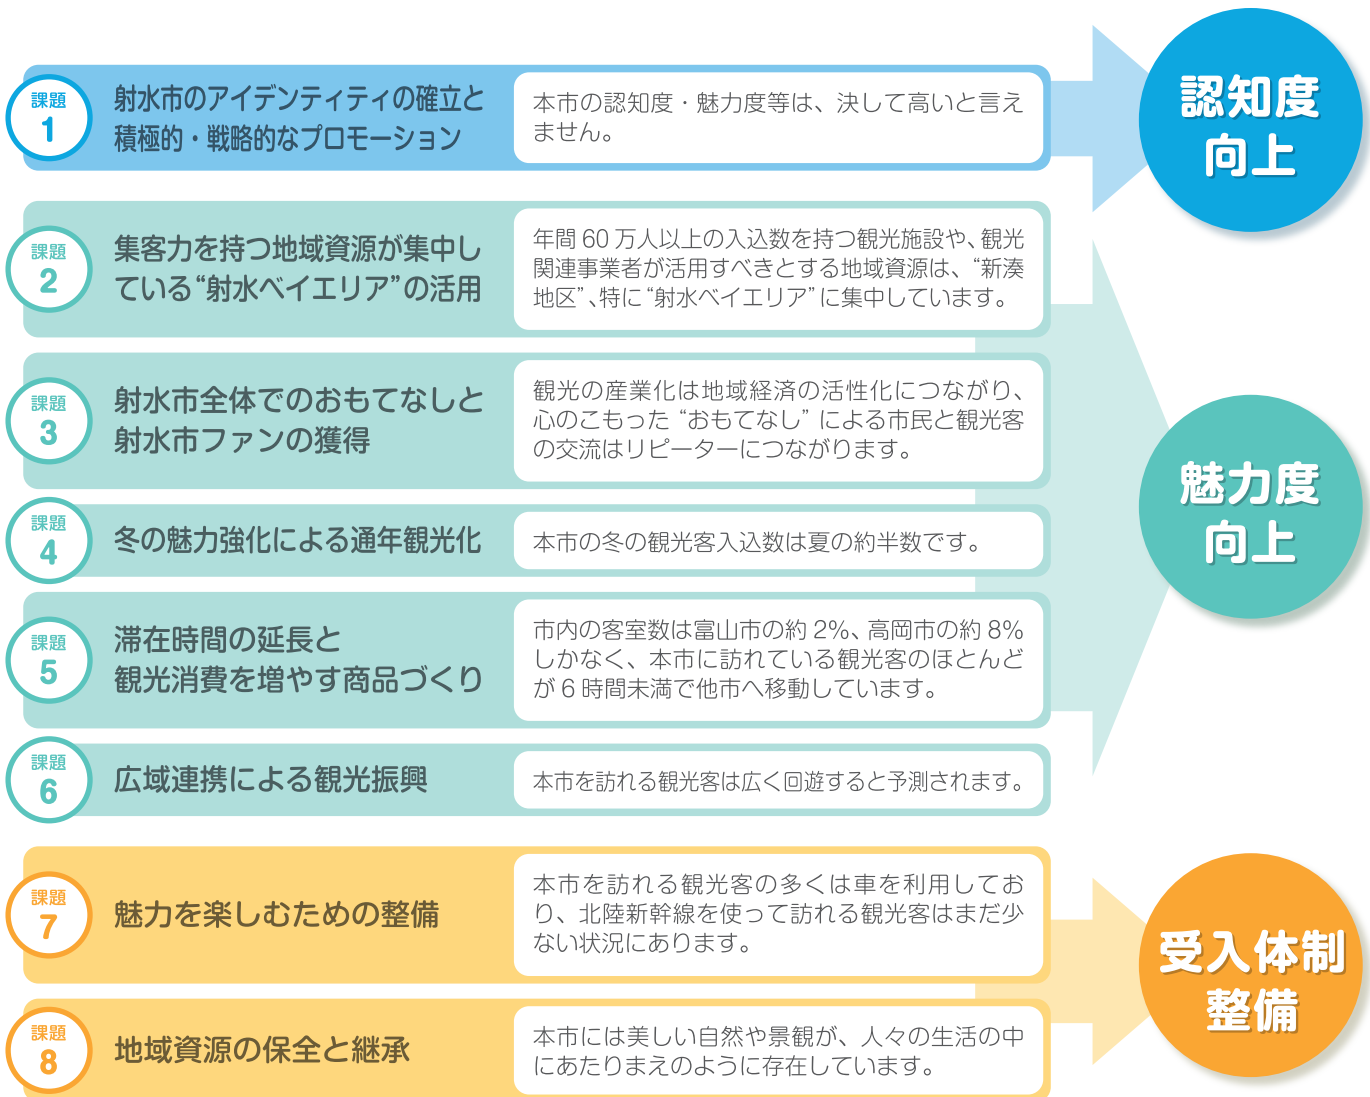 課題
1
射水市のアイデンティティの確立と
積極的・戦略的なプロモーション
本市の認知度・魅力度等は、決して高いと言え
ません。
認知度
向上
課題
2
集客力を持つ地域資源が集中し
ている“射水ベイエリア”の活用
年間 60 万人以上の入込数を持つ観光施設や、観光
関連事業者が活用すべきとする地域資源は、“新湊
地区”、特に“射水ベイエリア”に集中しています。
課題
3
射水市全体でのおもてなしと
射水市ファンの獲得
観光の産業化は地域経済の活性化につながり、
心のこもった“おもてなし”による市民と観光客
の交流はリピーターにつながります。
課題
4
冬の魅力強化による通年観光化
本市の冬の観光客入込数は夏の約半数です。
魅力度
向上
課題
5
滞在時間の延長と
観光消費を増やす商品づくり
市内の客室数は富山市の約 2%、高岡市の約 8%
しかなく、本市に訪れている観光客のほとんど
が 6 時間未満で他市へ移動しています。
課題
6
広域連携による観光振興
本市を訪れる観光客は広く回遊すると予測されます。
課題
7
魅力を楽しむための整備
本市を訪れる観光客の多くは車を利用してお
り、北陸新幹線を使って訪れる観光客はまだ少
ない状況にあります。
受入体制
整備
課題
8
地域資源の保全と継承
本市には美しい自然や景観が、人々の生活の中
にあたりまえのように存在しています。